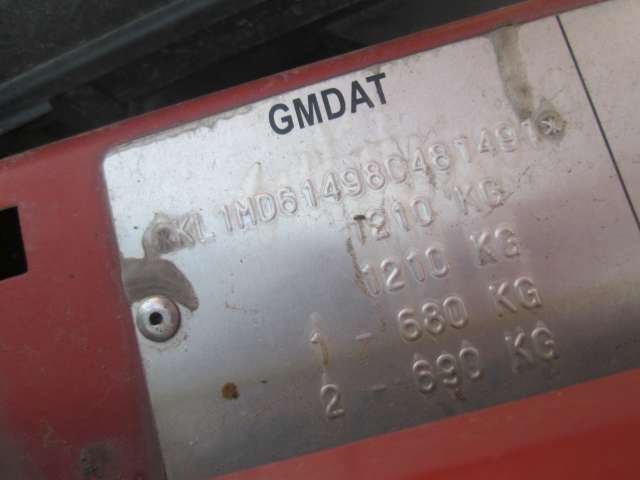 GMDAT
*KL1MD61498C481491*
1210 KG
1210 KG
1 - 680 KG
2 - 690 KG